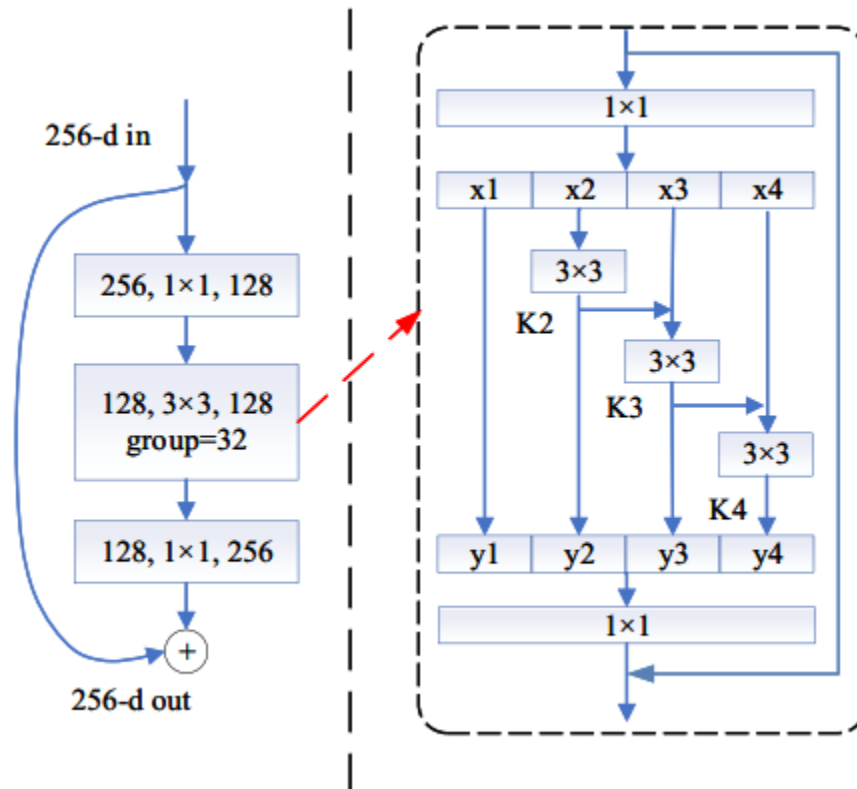 256-d in
256, 1×1, 128
128, 3×3, 128
group=32
128, 1×1, 256
+
256-d out
1×1
x1 x2 x3 x4
3×3
K2
3×3
K3
3×3
K4
y1 y2 y3 y4
1×1